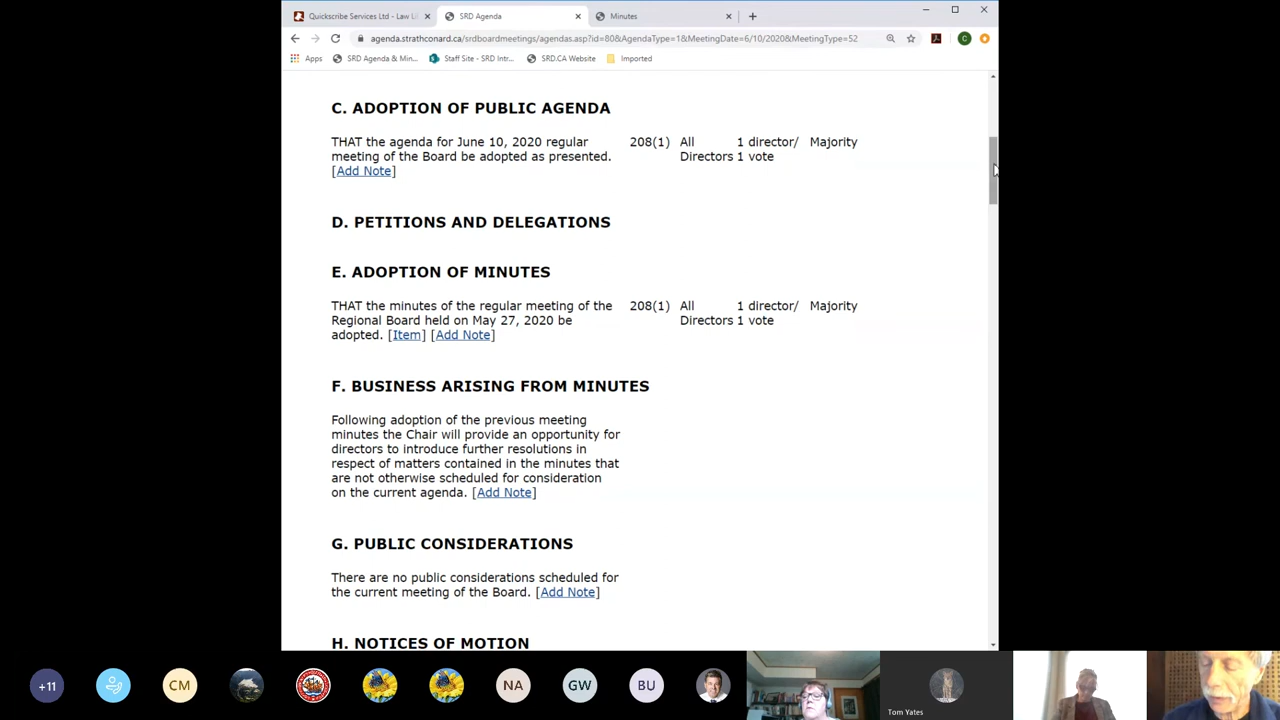 Quickscribe Services Ltd - Law Li
SRD Agenda
Minutes
agenda.strathconard.ca/srdboardmeetings/agendas.asp?id=80&AgendaType=1&MeetingDate=6/10/2020&MeetingType=52
C
Apps
SRD Agenda & Min...
Staff Site - SRD Intr...
SRD.CA Website
Imported
C. ADOPTION OF PUBLIC AGENDA
THAT the agenda for June 10, 2020 regular 208(1) All 1 director/ Majority
meeting of the Board be adopted as presented. Directors 1 vote
[Add Note]
D. PETITIONS AND DELEGATIONS
E. ADOPTION OF MINUTES
THAT the minutes of the regular meeting of the 208(1) All 1 director/ Majority
Regional Board held on May 27, 2020 be Directors 1 vote
adopted. [Item] [Add Note]
F. BUSINESS ARISING FROM MINUTES
Following adoption of the previous meeting
minutes the Chair will provide an opportunity for
directors to introduce further resolutions in
respect of matters contained in the minutes that
are not otherwise scheduled for consideration
on the current agenda. [Add Note]
G. PUBLIC CONSIDERATIONS
There are no public considerations scheduled for
the current meeting of the Board. [Add Note]
H. NOTICES OF MOTION
+11
CM
NA
GW
BU
Tom Yates